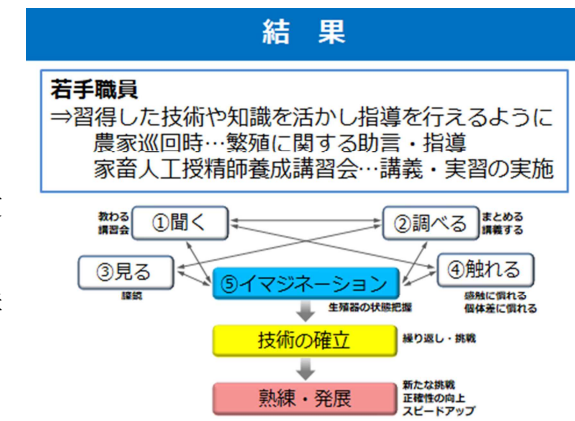 結　果
若手職員
⇒習得した技術や知識を活かし指導を行えるように
農家巡回時…繁殖に関する助言・指導
家畜人工授精師養成講習会…講義・実習の実施
教わる
講習会
①聞く
②調べる
まとめる
講義する
③見る
④触れる
⑤イマジネーション
感触に慣れる
個体差に慣れる
生殖器の状態把握
技術の確立
繰り返し・挑戦
熟練・発展
新たな挑戦
正確性の向上
スピードアップ